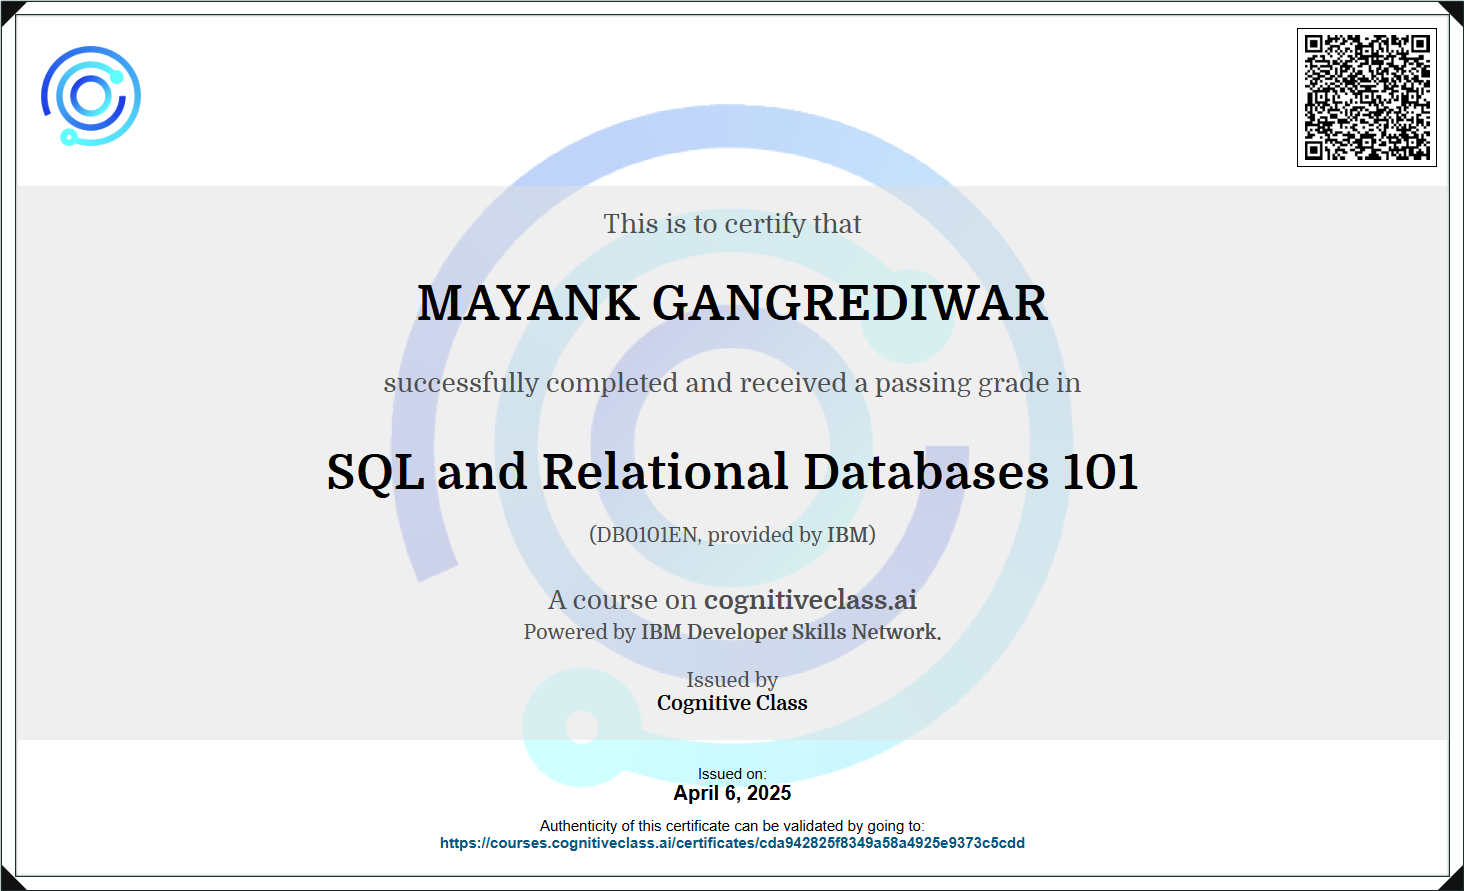 This is to certify that
MAYANK GANGREDIWAR
successfully completed and received a passing grade in
SQL and Relational Databases 101
(DB0101EN, provided by IBM)
A course on cognitiveclass.ai
Powered by IBM Developer Skills Network.
Issued by
Cognitive Class
Issued on:
April 6, 2025
Authenticity of this certificate can be validated by going to:
https://courses.cognitiveclass.ai/certificates/cda942825f8349a58a4925e9373c5cdd